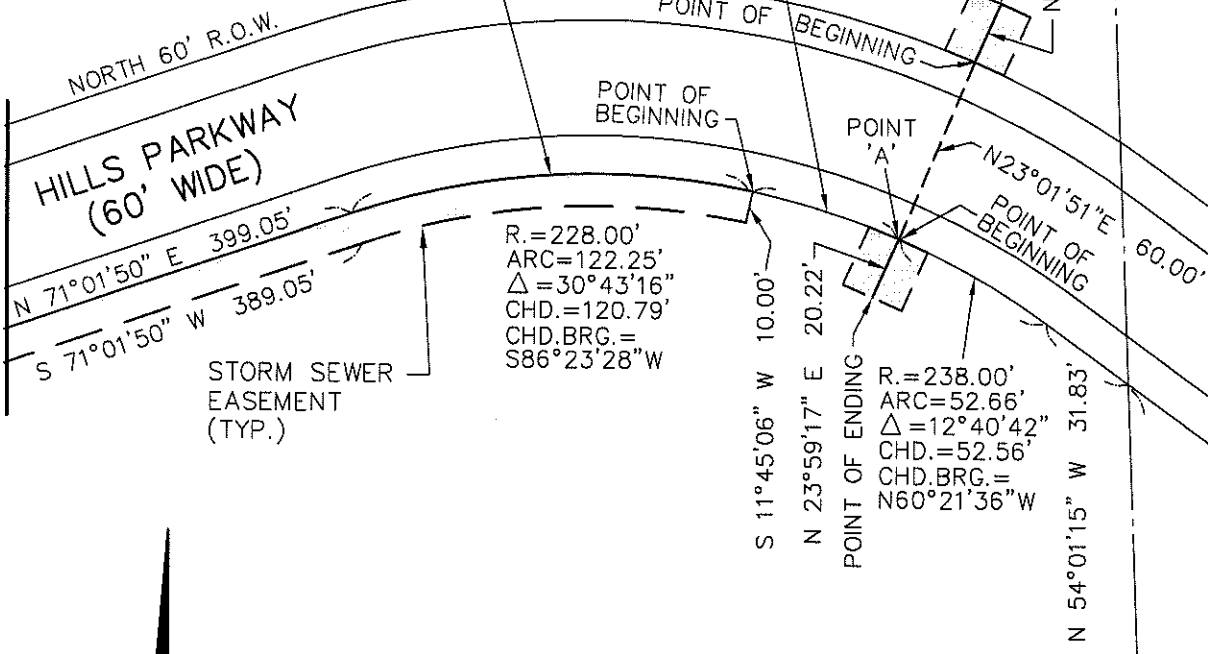 NORTH 60' R.O.W.
POINT OF
BEGINNING
N
HILLS PARKWAY
(60' WIDE)
POINT OF
BEGINNING
POINT
'A'
N23°01'51"E 60.00'
POINT OF
BEGINNING
N 71°01'50" E 399.05'
S 71°01'50" W 389.05'
STORM SEWER
EASEMENT
(TYP.)
R.=228.00'
ARC=122.25'
△=30°43'16"
CHD.=120.79'
CHD.BRG.=
S86°23'28"W
S 11°45'06" W 10.00'
N 23°59'17" E 20.22'
POINT OF ENDING
R.=238.00'
ARC=52.66'
△=12°40'42"
CHD.=52.56'
CHD.BRG.=
N60°21'36"W
N 54°01'15" W 31.83'